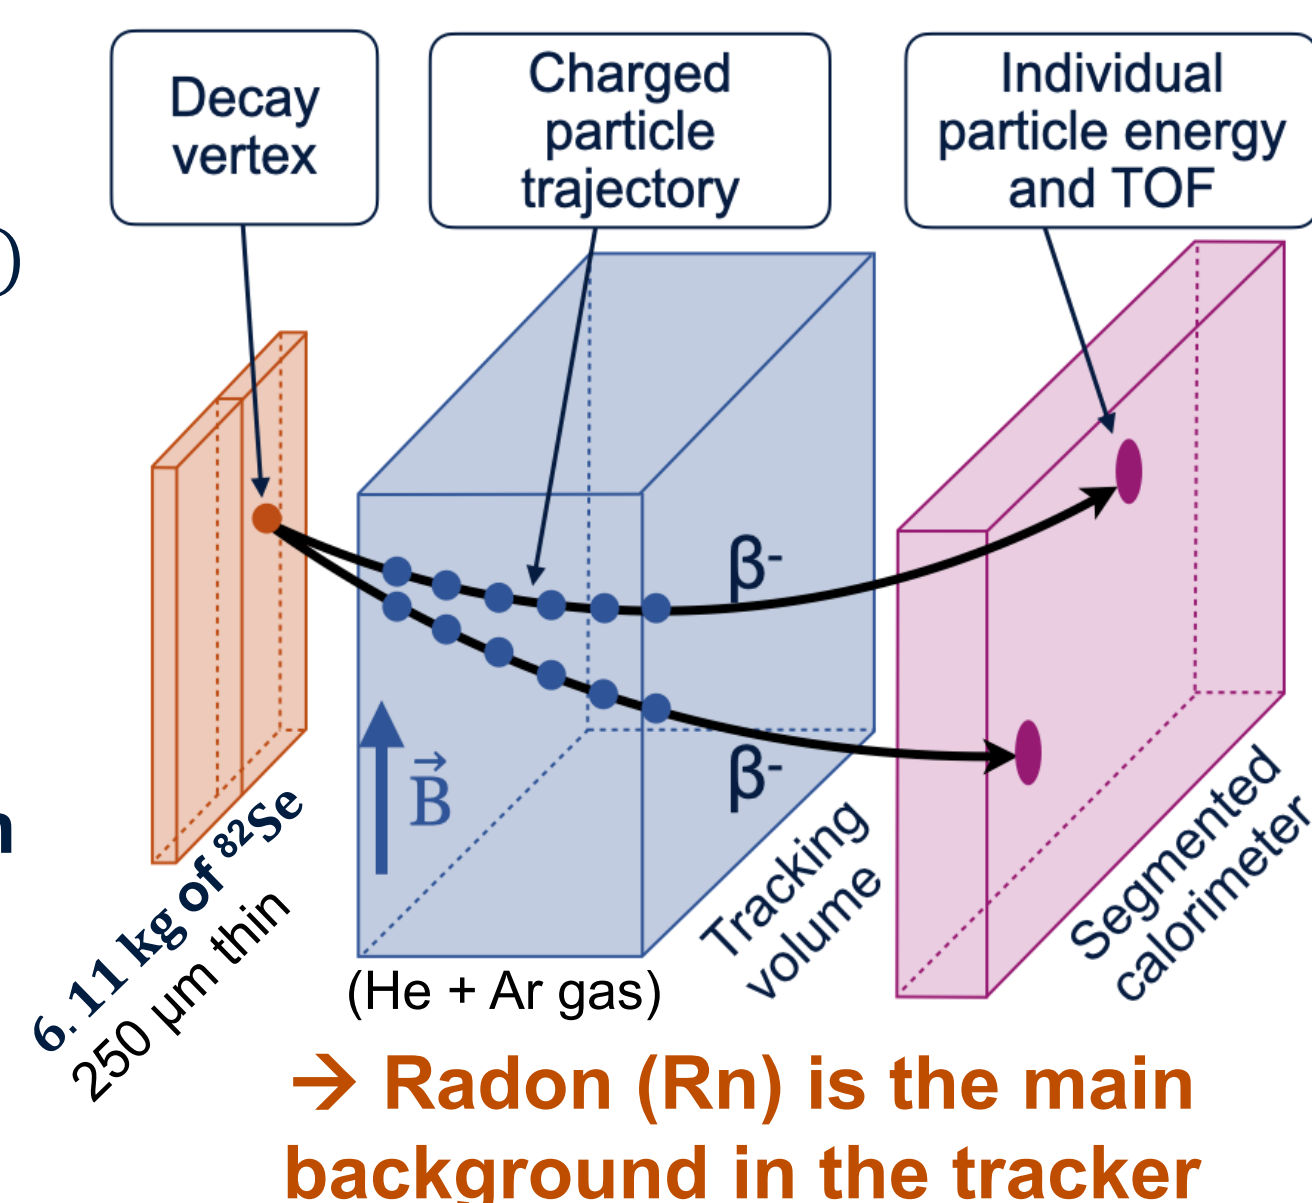 Decay
vertex
Charged
particle
trajectory
Individual
particle energy
and TOF
)
n
β-
β-
B⃗
6. 11 kg of ⁸²Se
250 μm thin
(He + Ar gas)
Tracking
volume
Segmented
calorimeter
→ Radon (Rn) is the main
background in the tracker